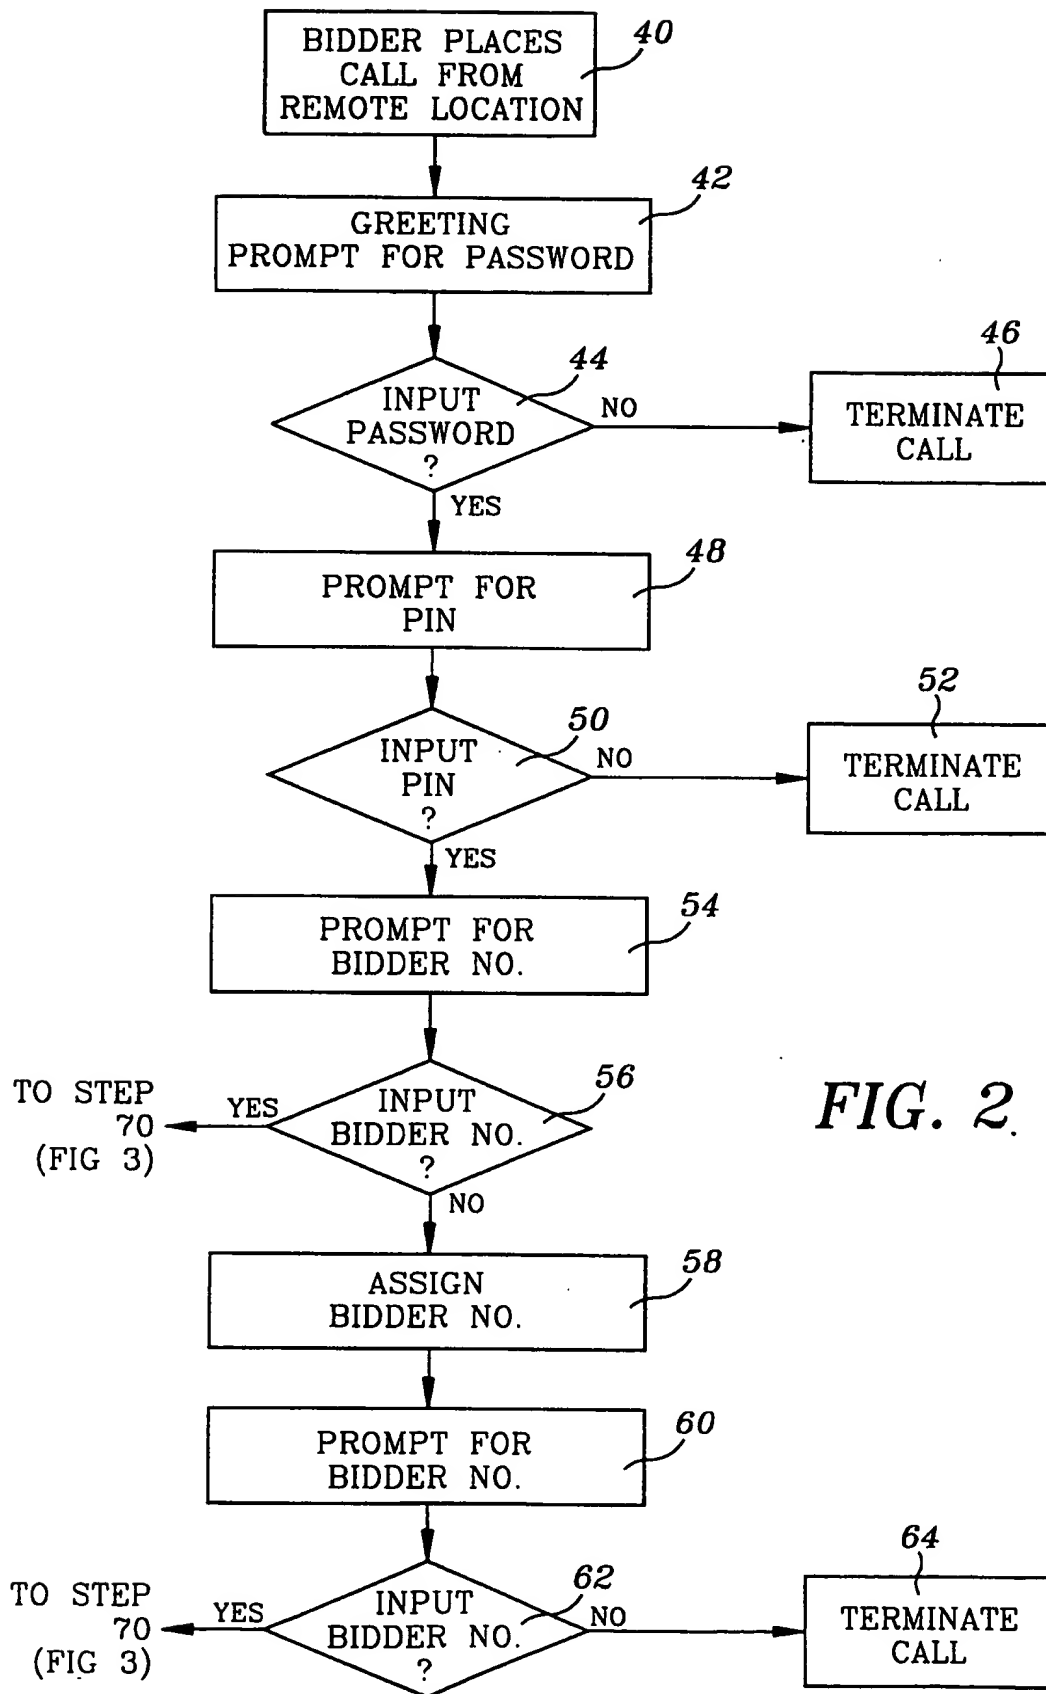 BIDDER PLACES
CALL FROM
REMOTE LOCATION
40
GREETING
PROMPT FOR PASSWORD
42
INPUT
PASSWORD
?
44
NO
YES
TERMINATE
CALL
46
PROMPT FOR
PIN
48
INPUT
PIN
?
50
NO
YES
TERMINATE
CALL
52
PROMPT FOR
BIDDER NO.
54
INPUT
BIDDER NO.
?
56
YES
TO STEP
70
(FIG 3)
NO
FIG. 2
ASSIGN
BIDDER NO.
58
PROMPT FOR
BIDDER NO.
60
INPUT
BIDDER NO.
?
62
YES
TO STEP
70
(FIG 3)
NO
TERMINATE
CALL
64